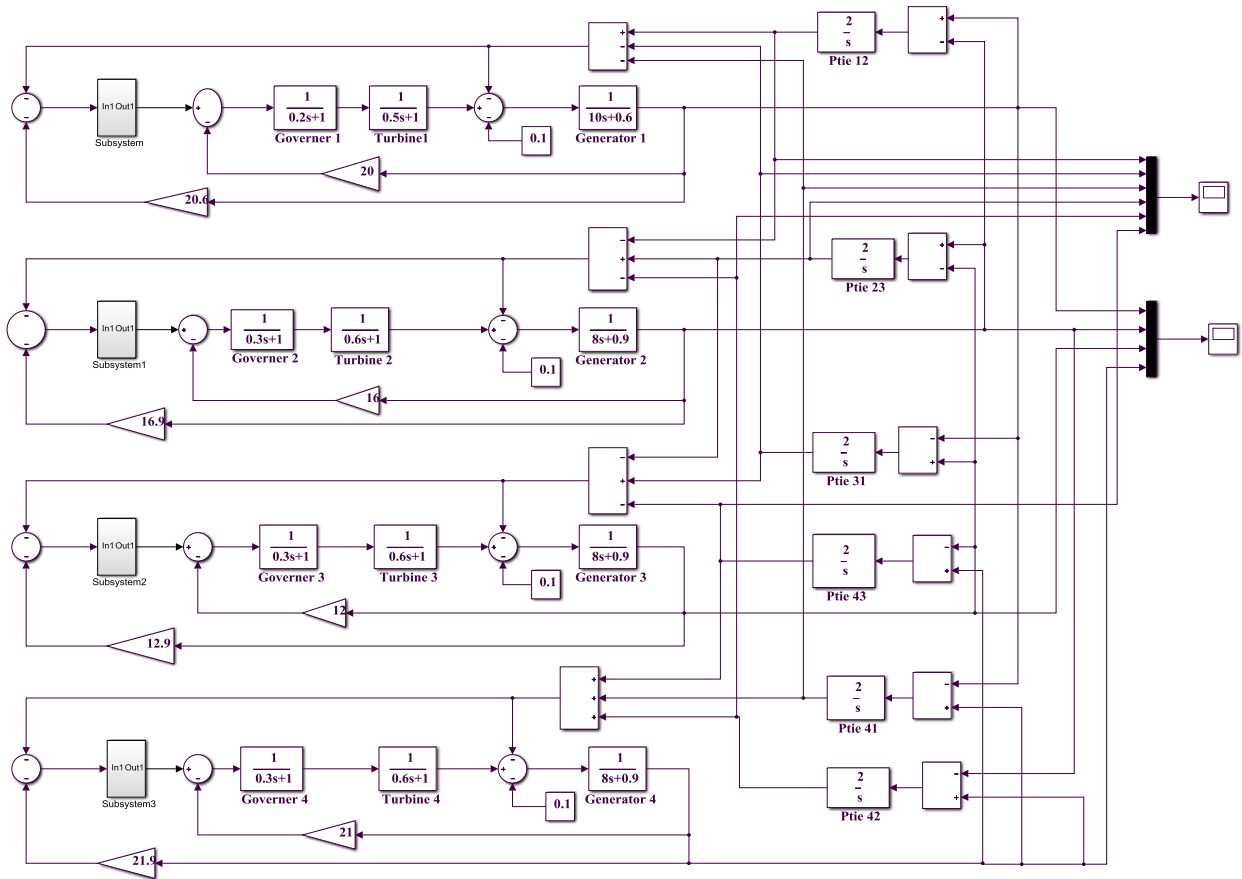 2
s
Ptie 12
+
−
+
−
−
−
−
In1 Out1
Subsystem
+
−
1
0.2s+1
Governer 1
1
0.5s+1
Turbine1
−
+
−
0.1
1
10s+0.6
Generator 1
20
20.6
−
+
−
2
s
Ptie 23
+
−
−
−
In1 Out1
Subsystem1
+
−
1
0.3s+1
Governer 2
1
0.6s+1
Turbine 2
−
+
−
0.1
1
8s+0.9
Generator 2
16
16.9
−
+
−
2
s
Ptie 31
−
+
−
−
In1 Out1
Subsystem2
+
−
1
0.3s+1
Governer 3
1
0.6s+1
Turbine 3
−
+
−
0.1
1
8s+0.9
Generator 3
2
s
Ptie 43
−
+
12
12.9
+
+
+
2
s
Ptie 41
−
+
−
−
In1 Out1
Subsystem3
+
−
1
0.3s+1
Governer 4
1
0.6s+1
Turbine 4
−
+
−
0.1
1
8s+0.9
Generator 4
2
s
Ptie 42
−
+
21
21.9